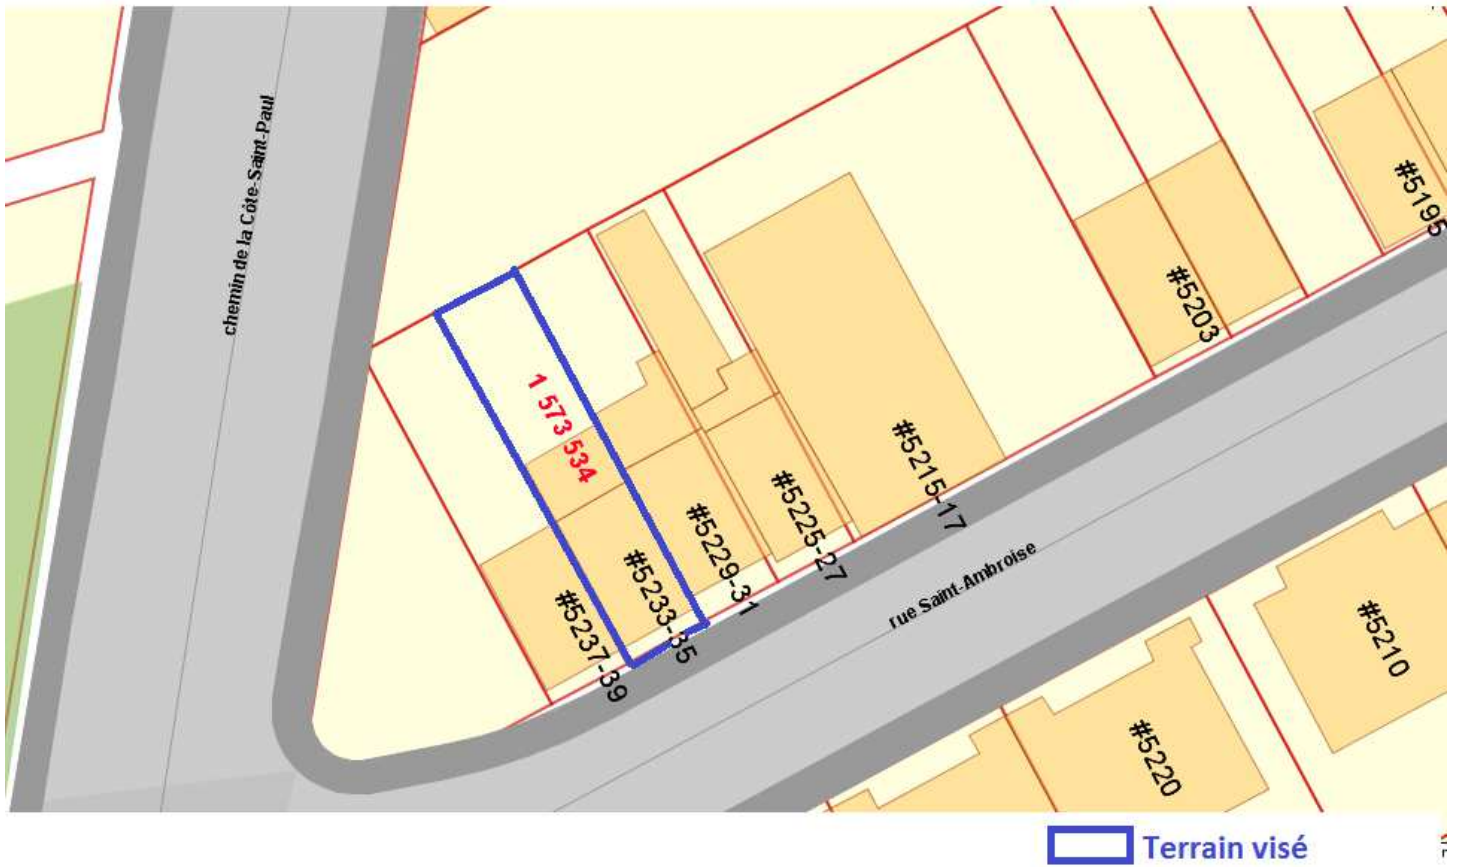 chemin de la Côte-Saint-Paul
#5195
#5203
1 573 534
#5215-17
#5225-27
#5229-31
#5233-35
#5237-39
rue Saint-Ambroise
#5210
#5220
Terrain visé